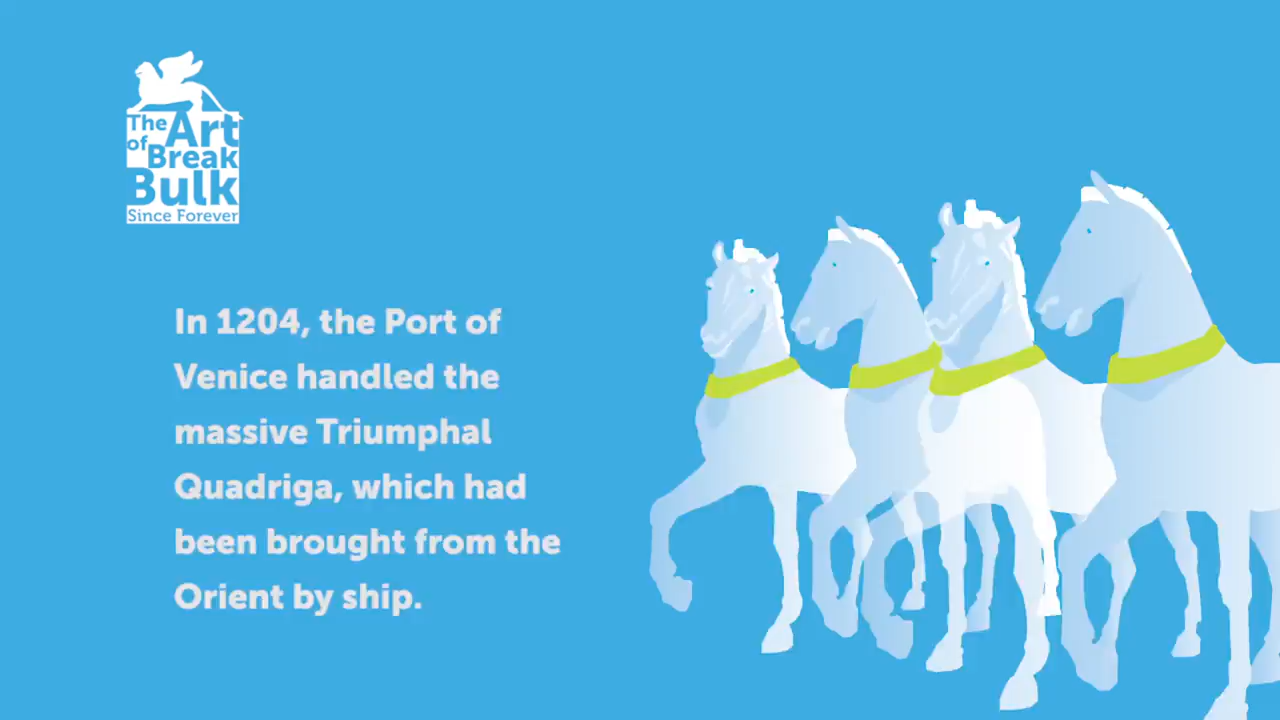 The Art
of Break
Bulk
Since Forever
In 1204, the Port of
Venice handled the
massive Triumphal
Quadriga, which had
been brought from the
Orient by ship.